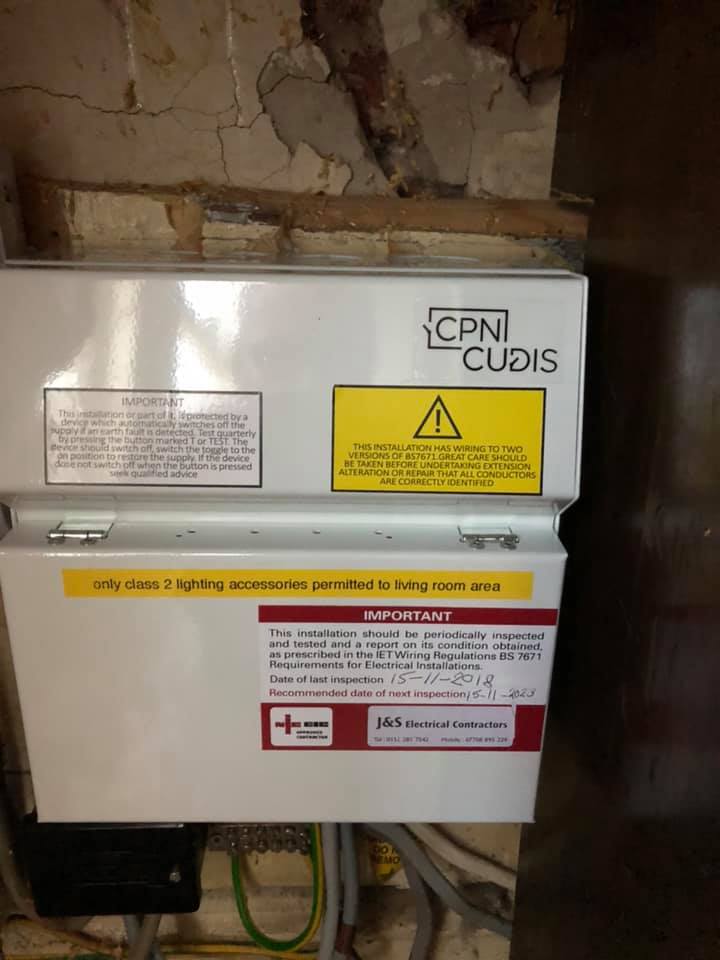 CPN
CUDIS
IMPORTANT
This installation or part of it, is protected by a
device which automatically switches off the
supply if an earth fault is detected. Test quarterly
by pressing the button marked T or TEST. The
device should switch off, switch the toggle to the
on position to restore the supply. If the device
dose not switch off when the button is pressed
seek qualified advice
THIS INSTALLATION HAS WIRING TO TWO
VERSIONS OF BS7671.GREAT CARE SHOULD
BE TAKEN BEFORE UNDERTAKING EXTENSION
ALTERATION OR REPAIR THAT ALL CONDUCTORS
ARE CORRECTLY IDENTIFIED
only class 2 lighting accessories permitted to living room area
IMPORTANT
This installation should be periodically inspected
and tested and a report on its condition obtained,
as prescribed in the IET Wiring Regulations BS 7671
Requirements for Electrical Installations.
Date of last inspection 15-11-2018
Recommended date of next inspection 15-11-2023
NICEIC
APPROVED
CONTRACTOR
J&S Electrical Contractors
Tel: Mobile: